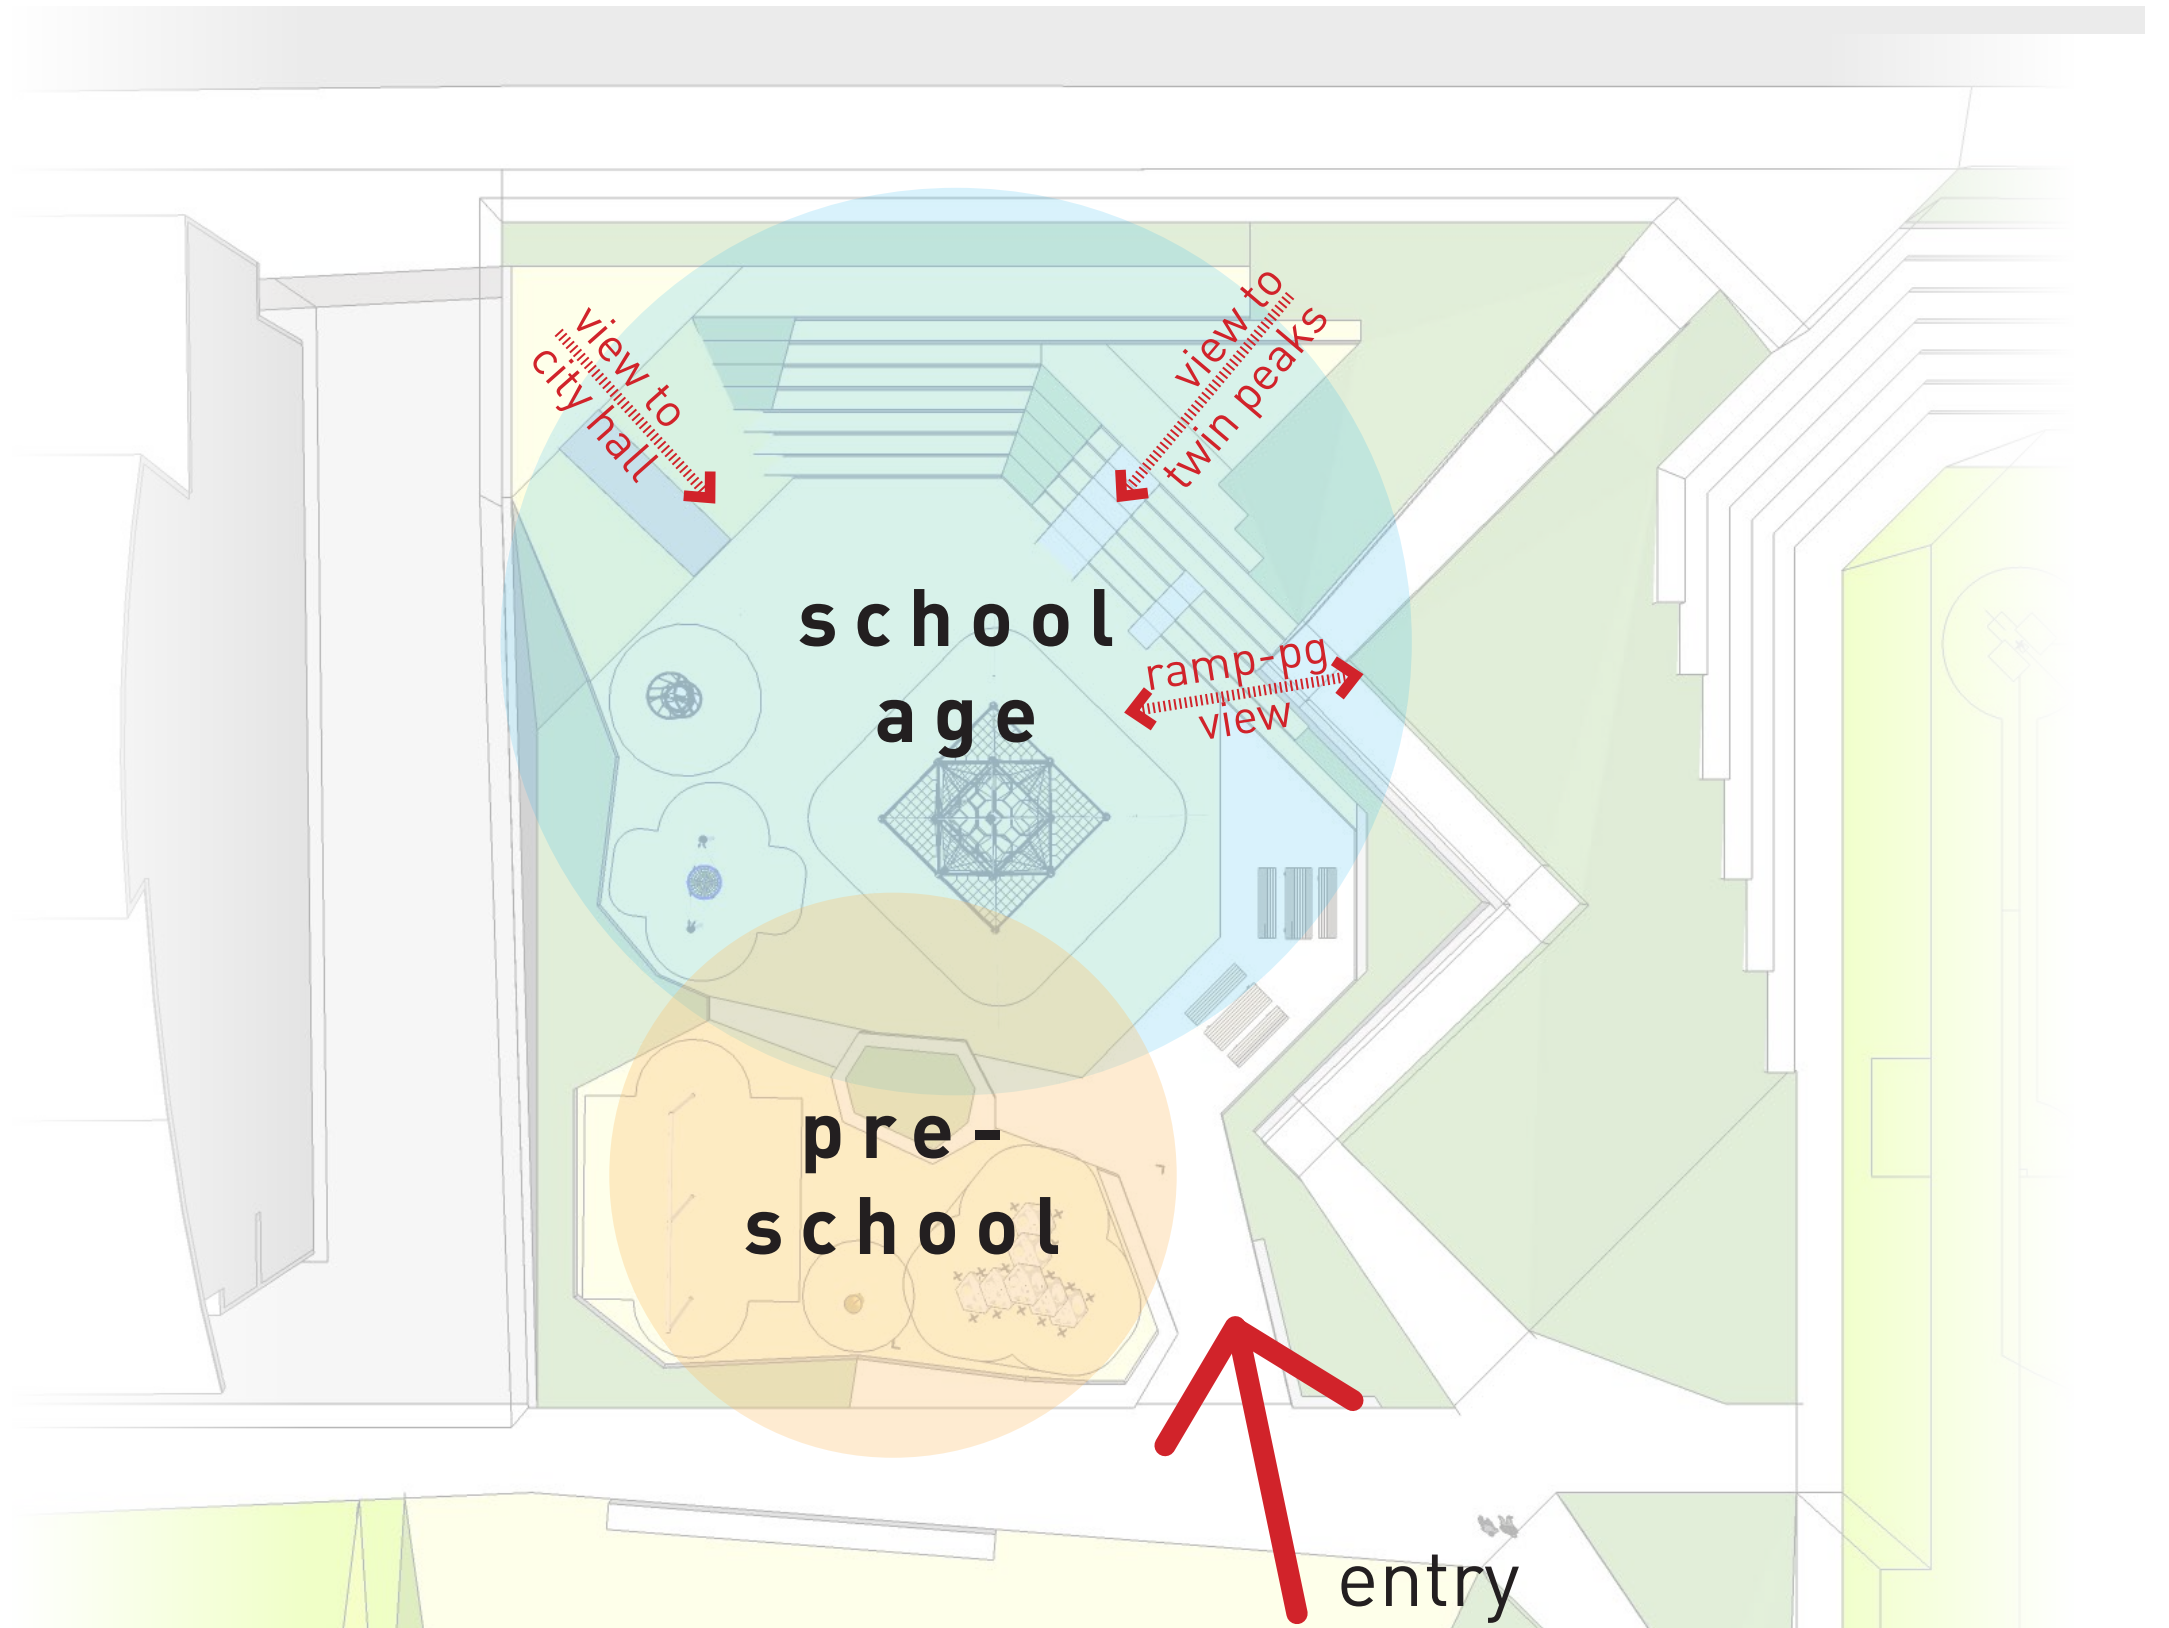 view to
city hall
view to
twin peaks
school
age
ramp-pg
view
pre-
school
entry